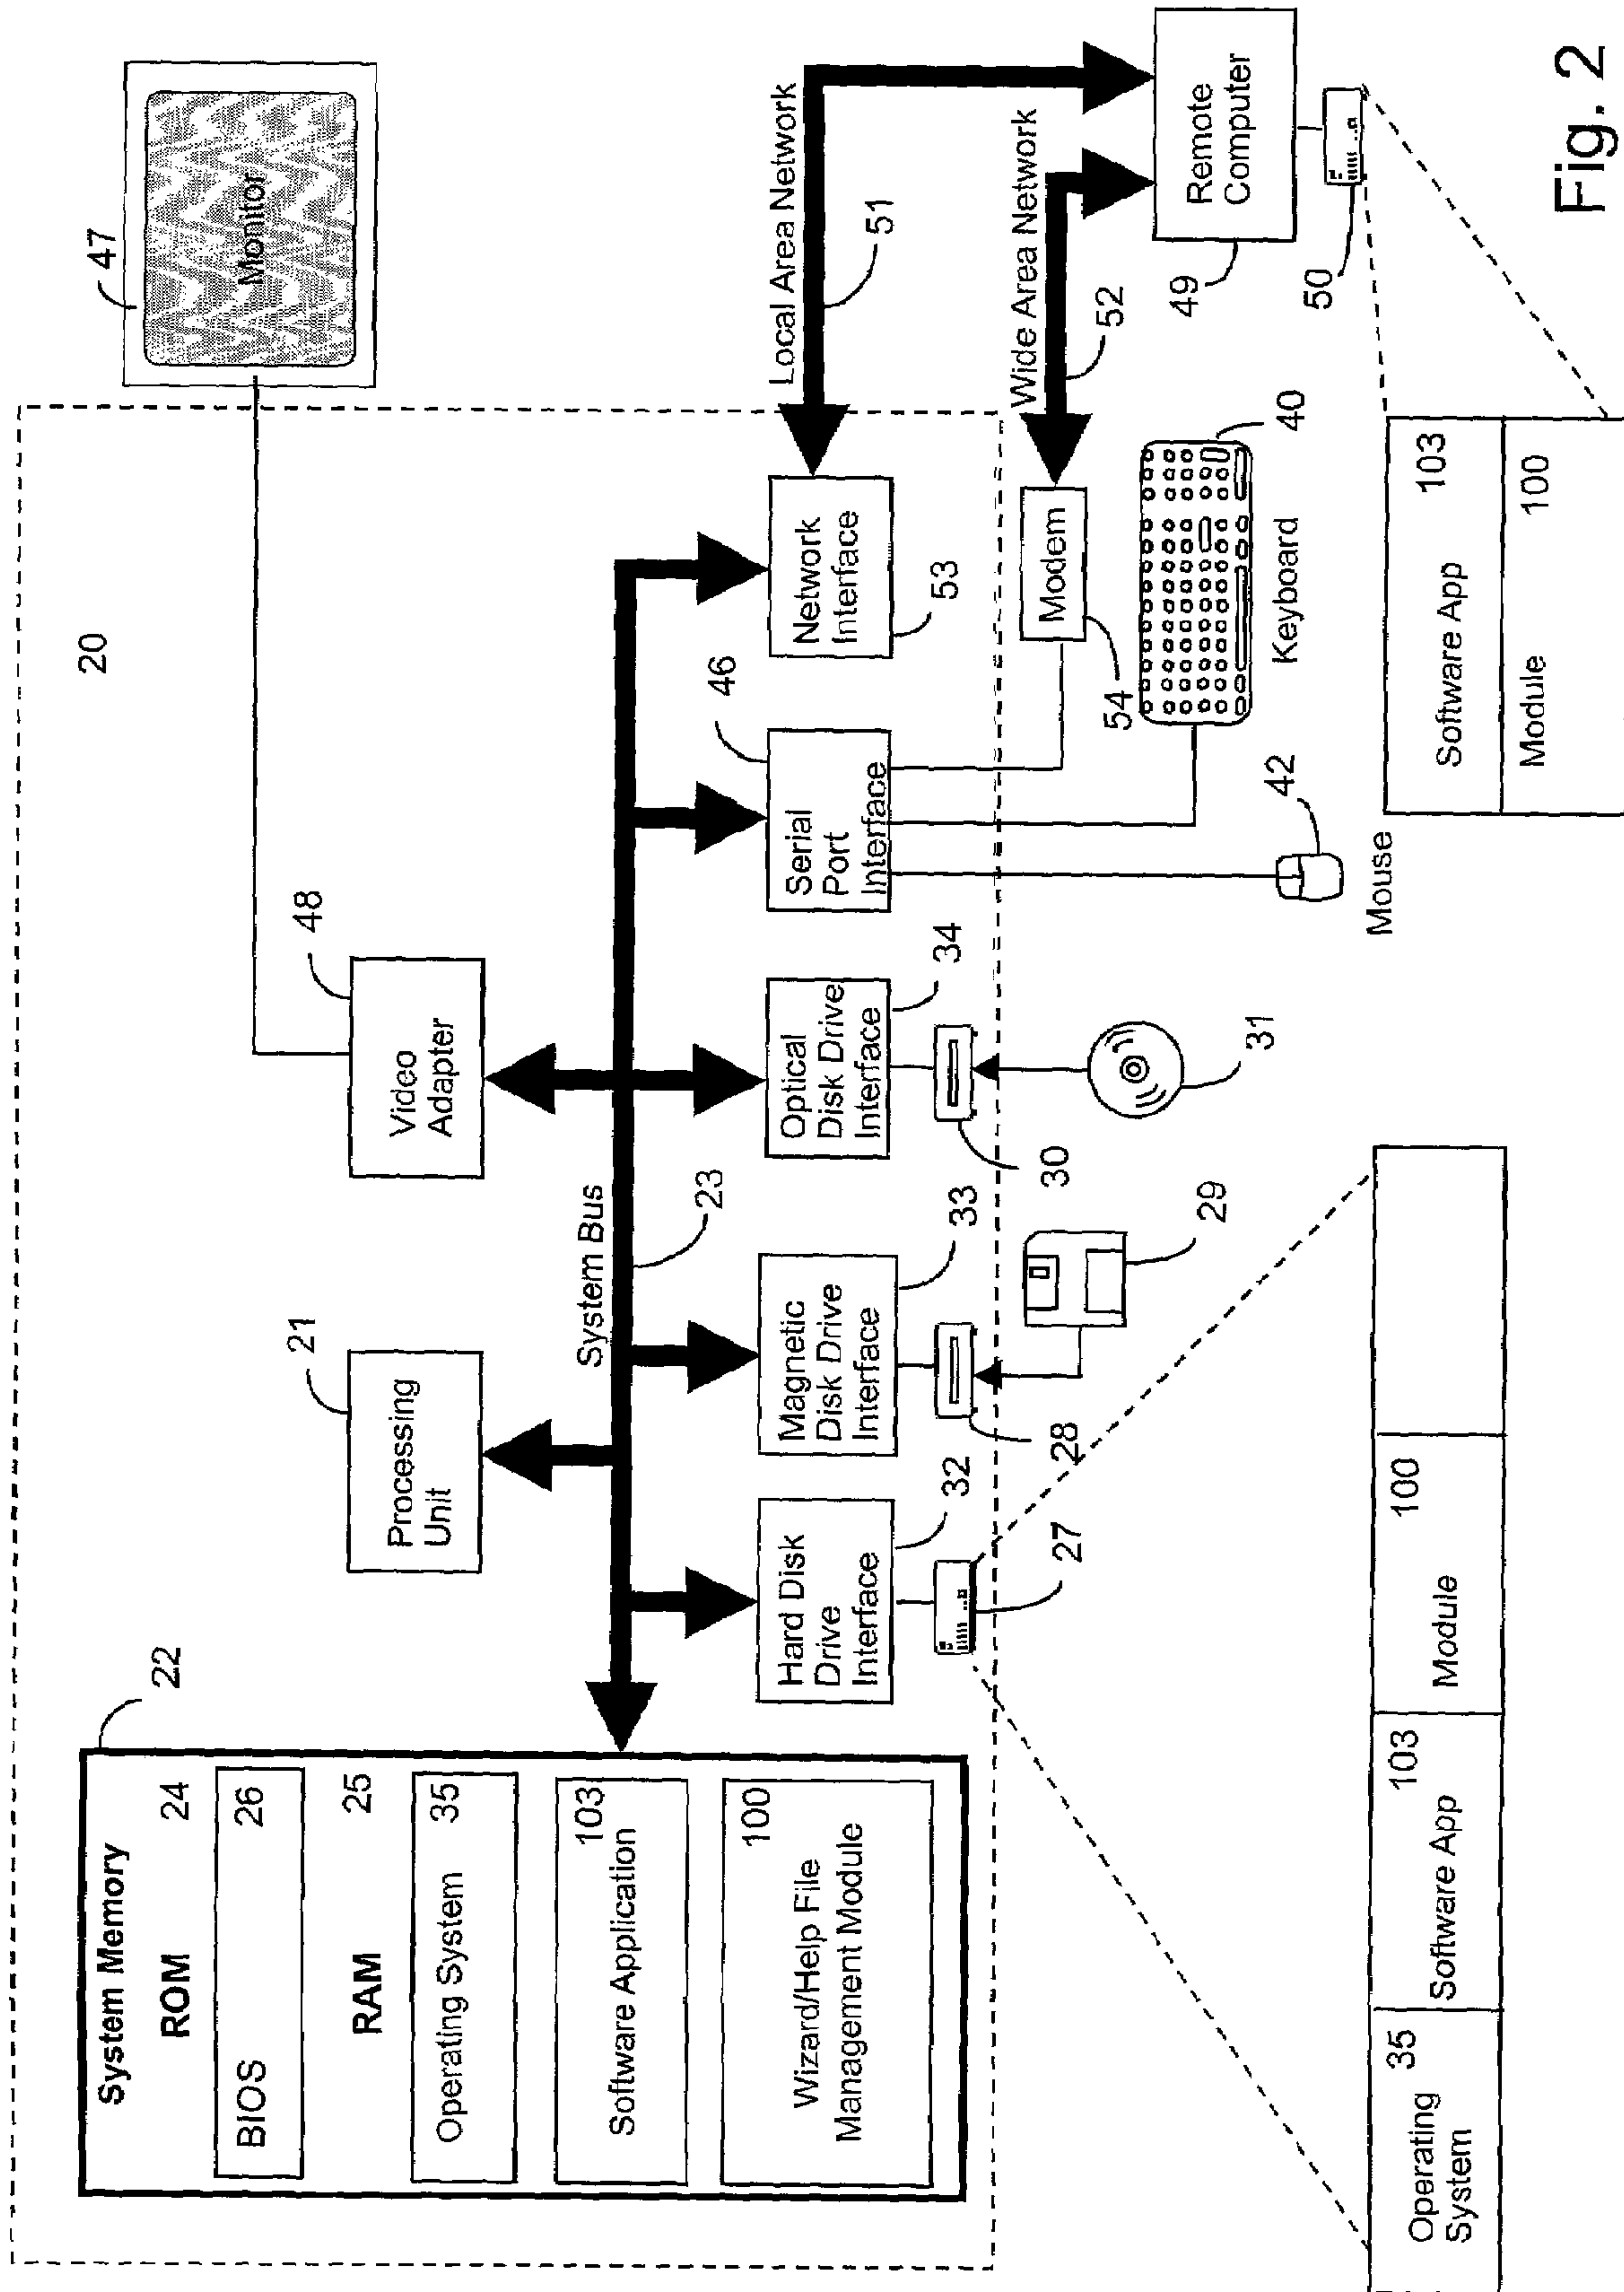 System Memory
ROM 24
BIOS 26
RAM 25
Operating System 35
Software Application 103
Wizard/Help File
Management Module 100
22
Processing
Unit
21
Video
Adapter
48
20
47
Monitor
System Bus
23
Hard Disk
Drive
Interface
32
27
Magnetic
Disk Drive
Interface
33
28
29
Optical
Disk Drive
Interface
34
30
31
Serial
Port
Interface
46
Network
Interface
53
Local Area Network
51
Wide Area Network
52
Modem
54
40
Keyboard
42
Mouse
Remote
Computer
49
50
Operating
System 35
Software App 103
Module 100
Software App 103
Module 100
Fig. 2